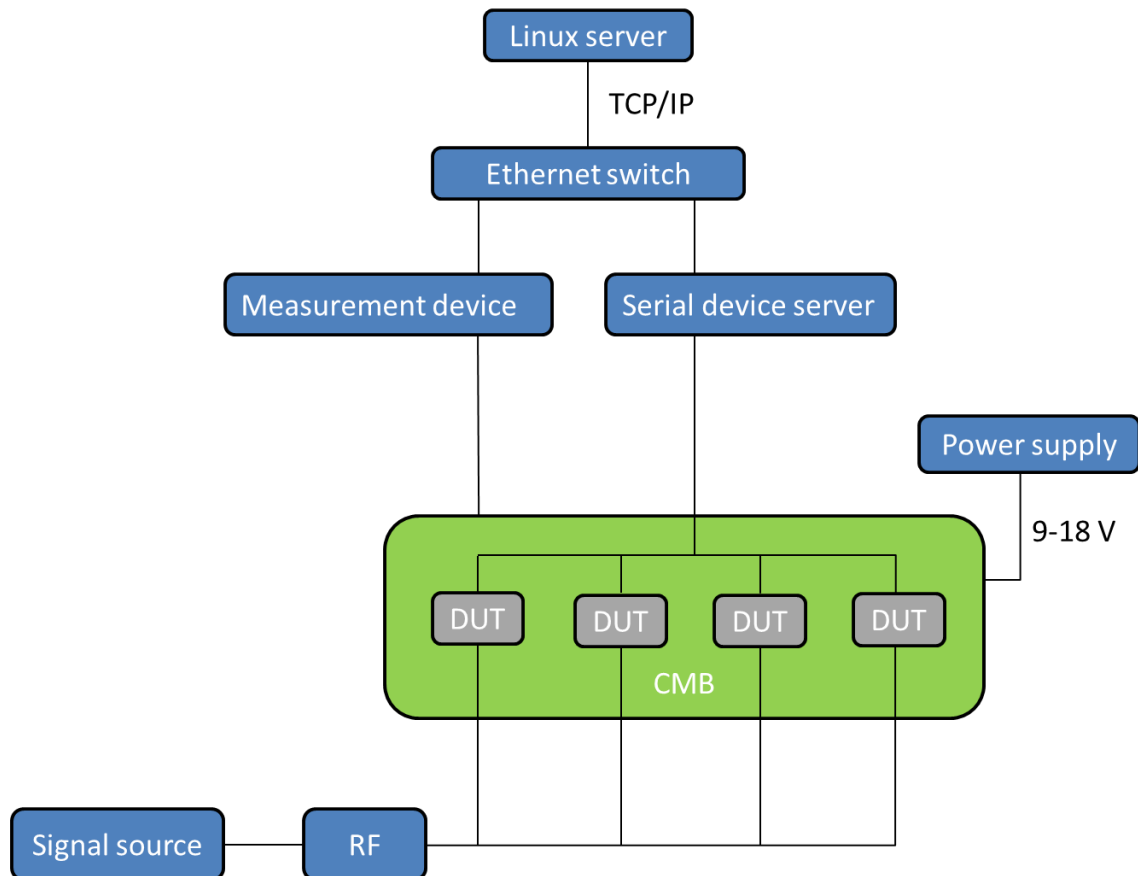 Linux server
TCP/IP
Ethernet switch
Measurement device
Serial device server
Power supply
9-18 V
DUT
DUT
DUT
DUT
CMB
Signal source
RF